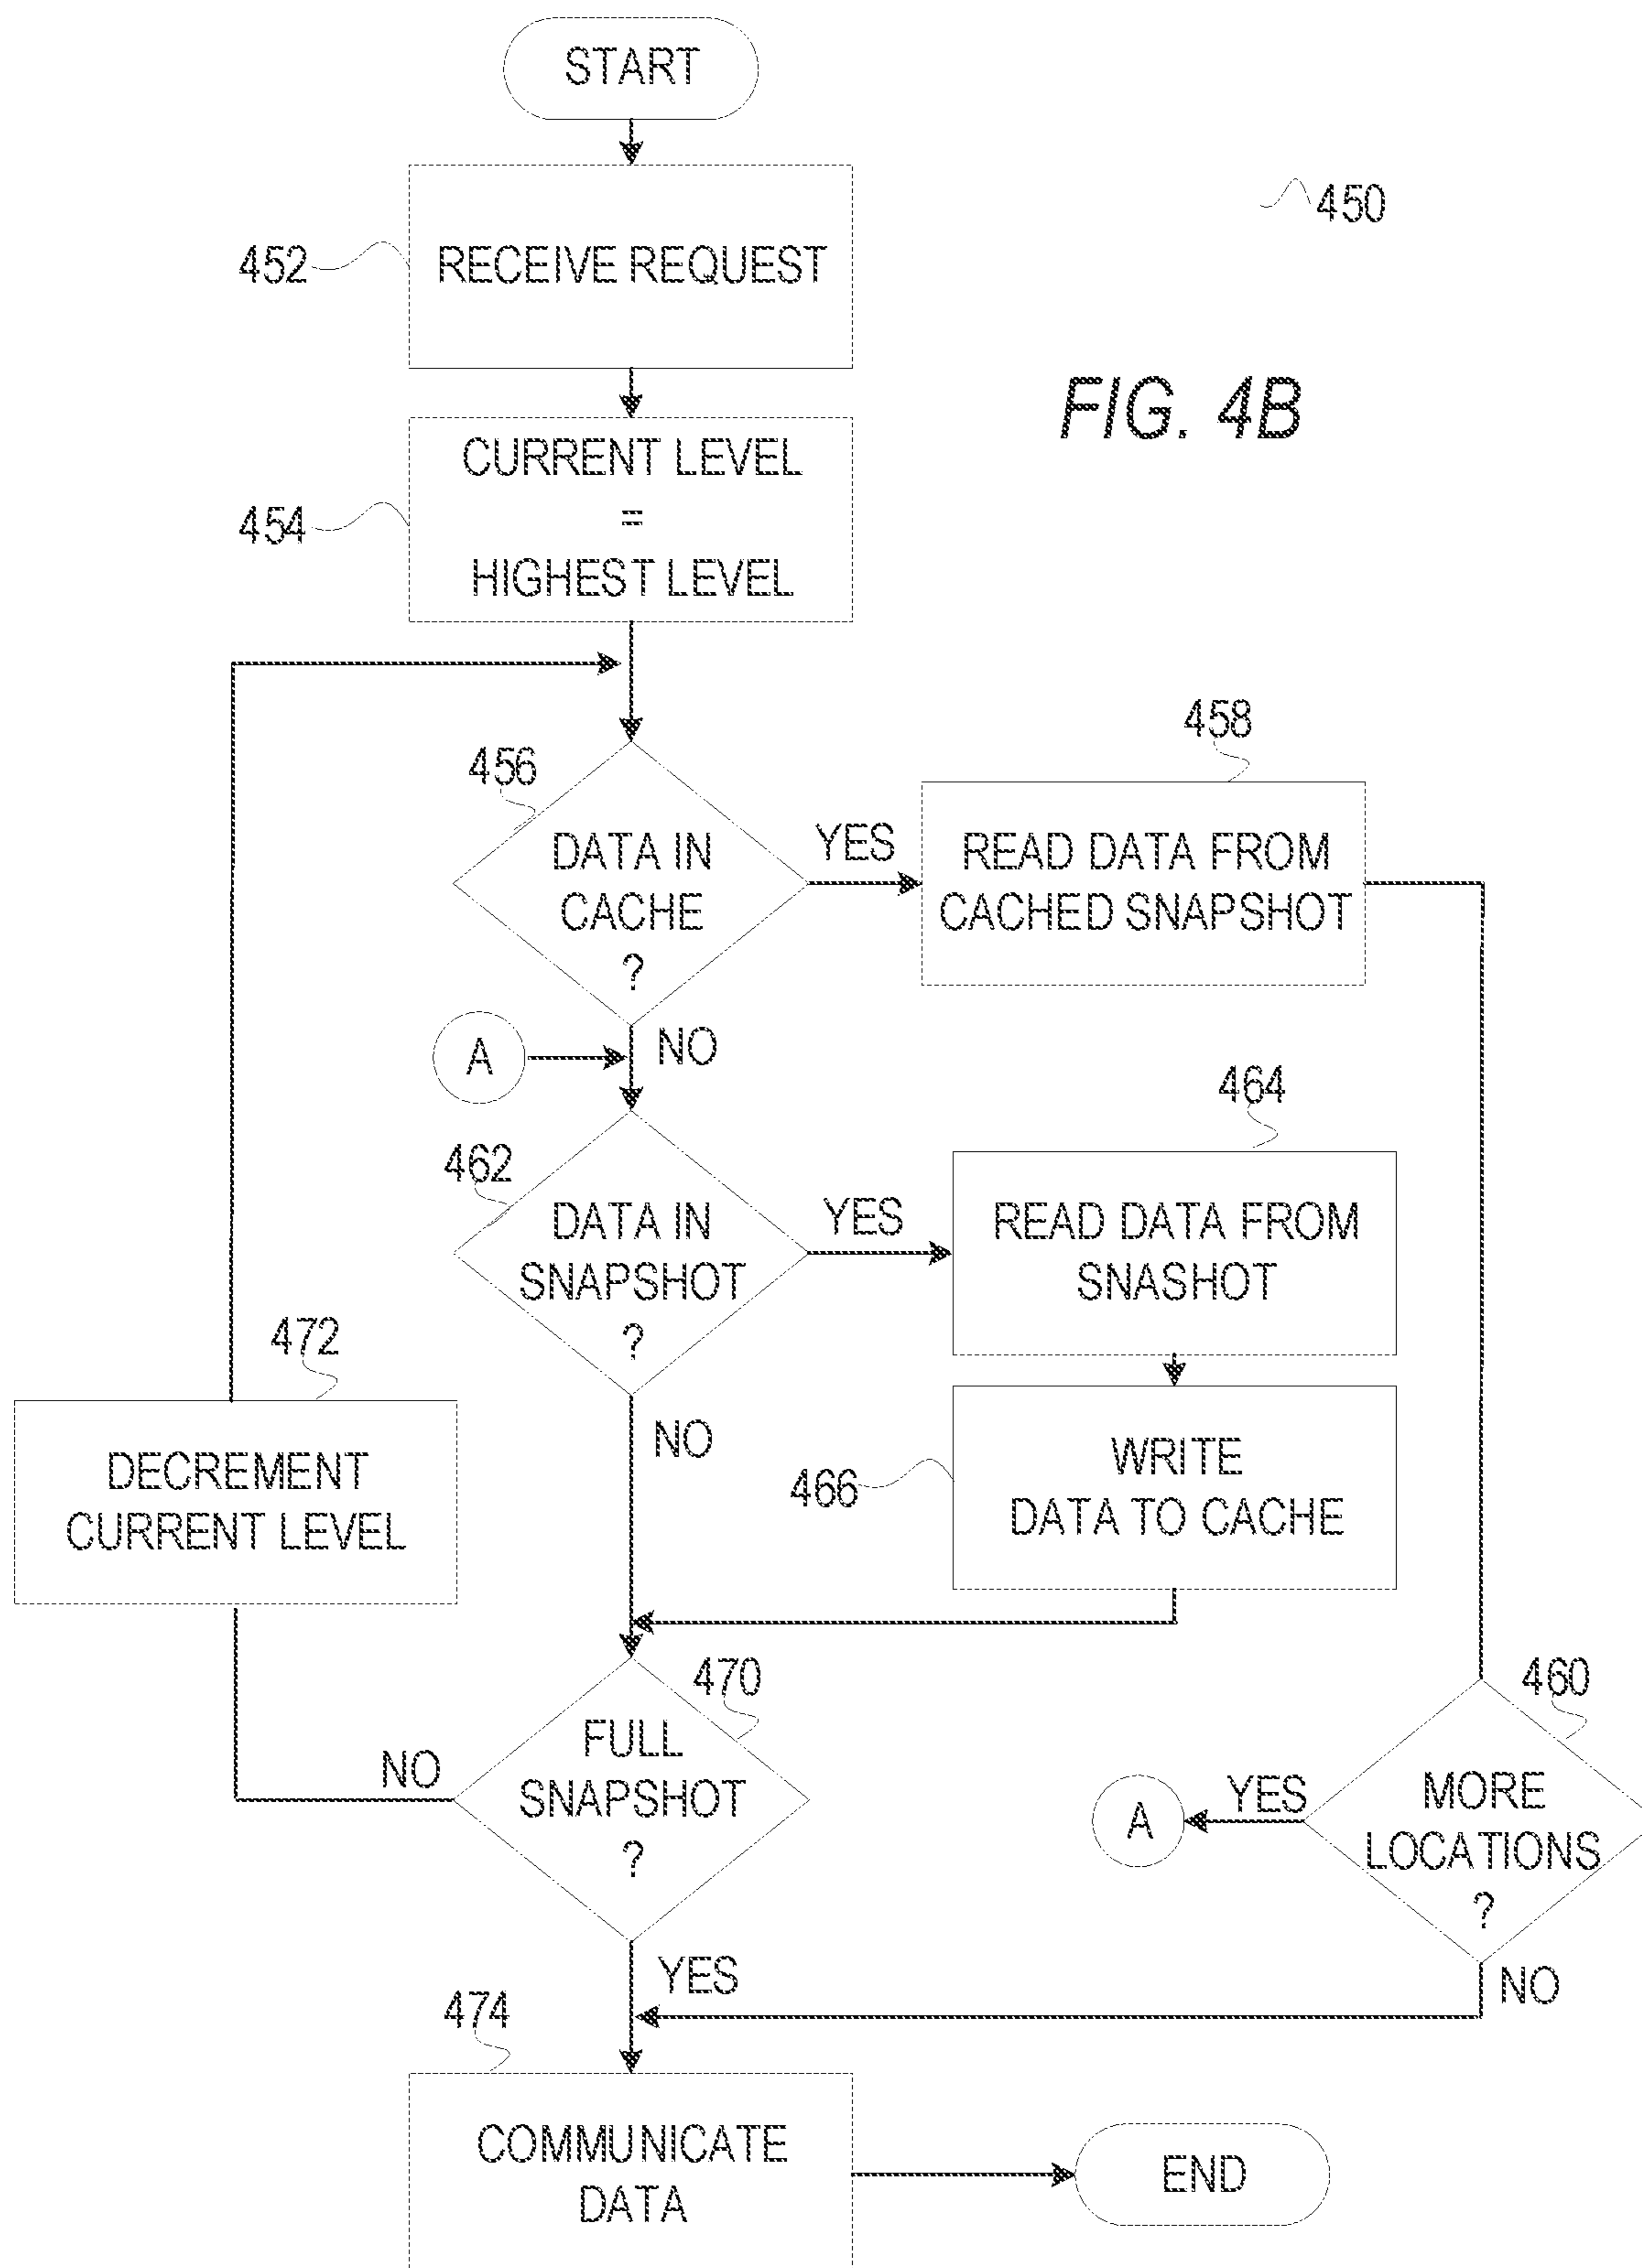 START
450
452
RECEIVE REQUEST
FIG. 4B
454
CURRENT LEVEL
=
HIGHEST LEVEL
456
DATA IN
CACHE
?
YES
458
READ DATA FROM
CACHED SNAPSHOT
A
NO
462
DATA IN
SNAPSHOT
?
YES
464
READ DATA FROM
SNASHOT
472
DECREMENT
CURRENT LEVEL
NO
466
WRITE
DATA TO CACHE
470
FULL
SNAPSHOT
?
NO
460
MORE
LOCATIONS
?
YES
A
YES
NO
474
COMMUNICATE
DATA
END